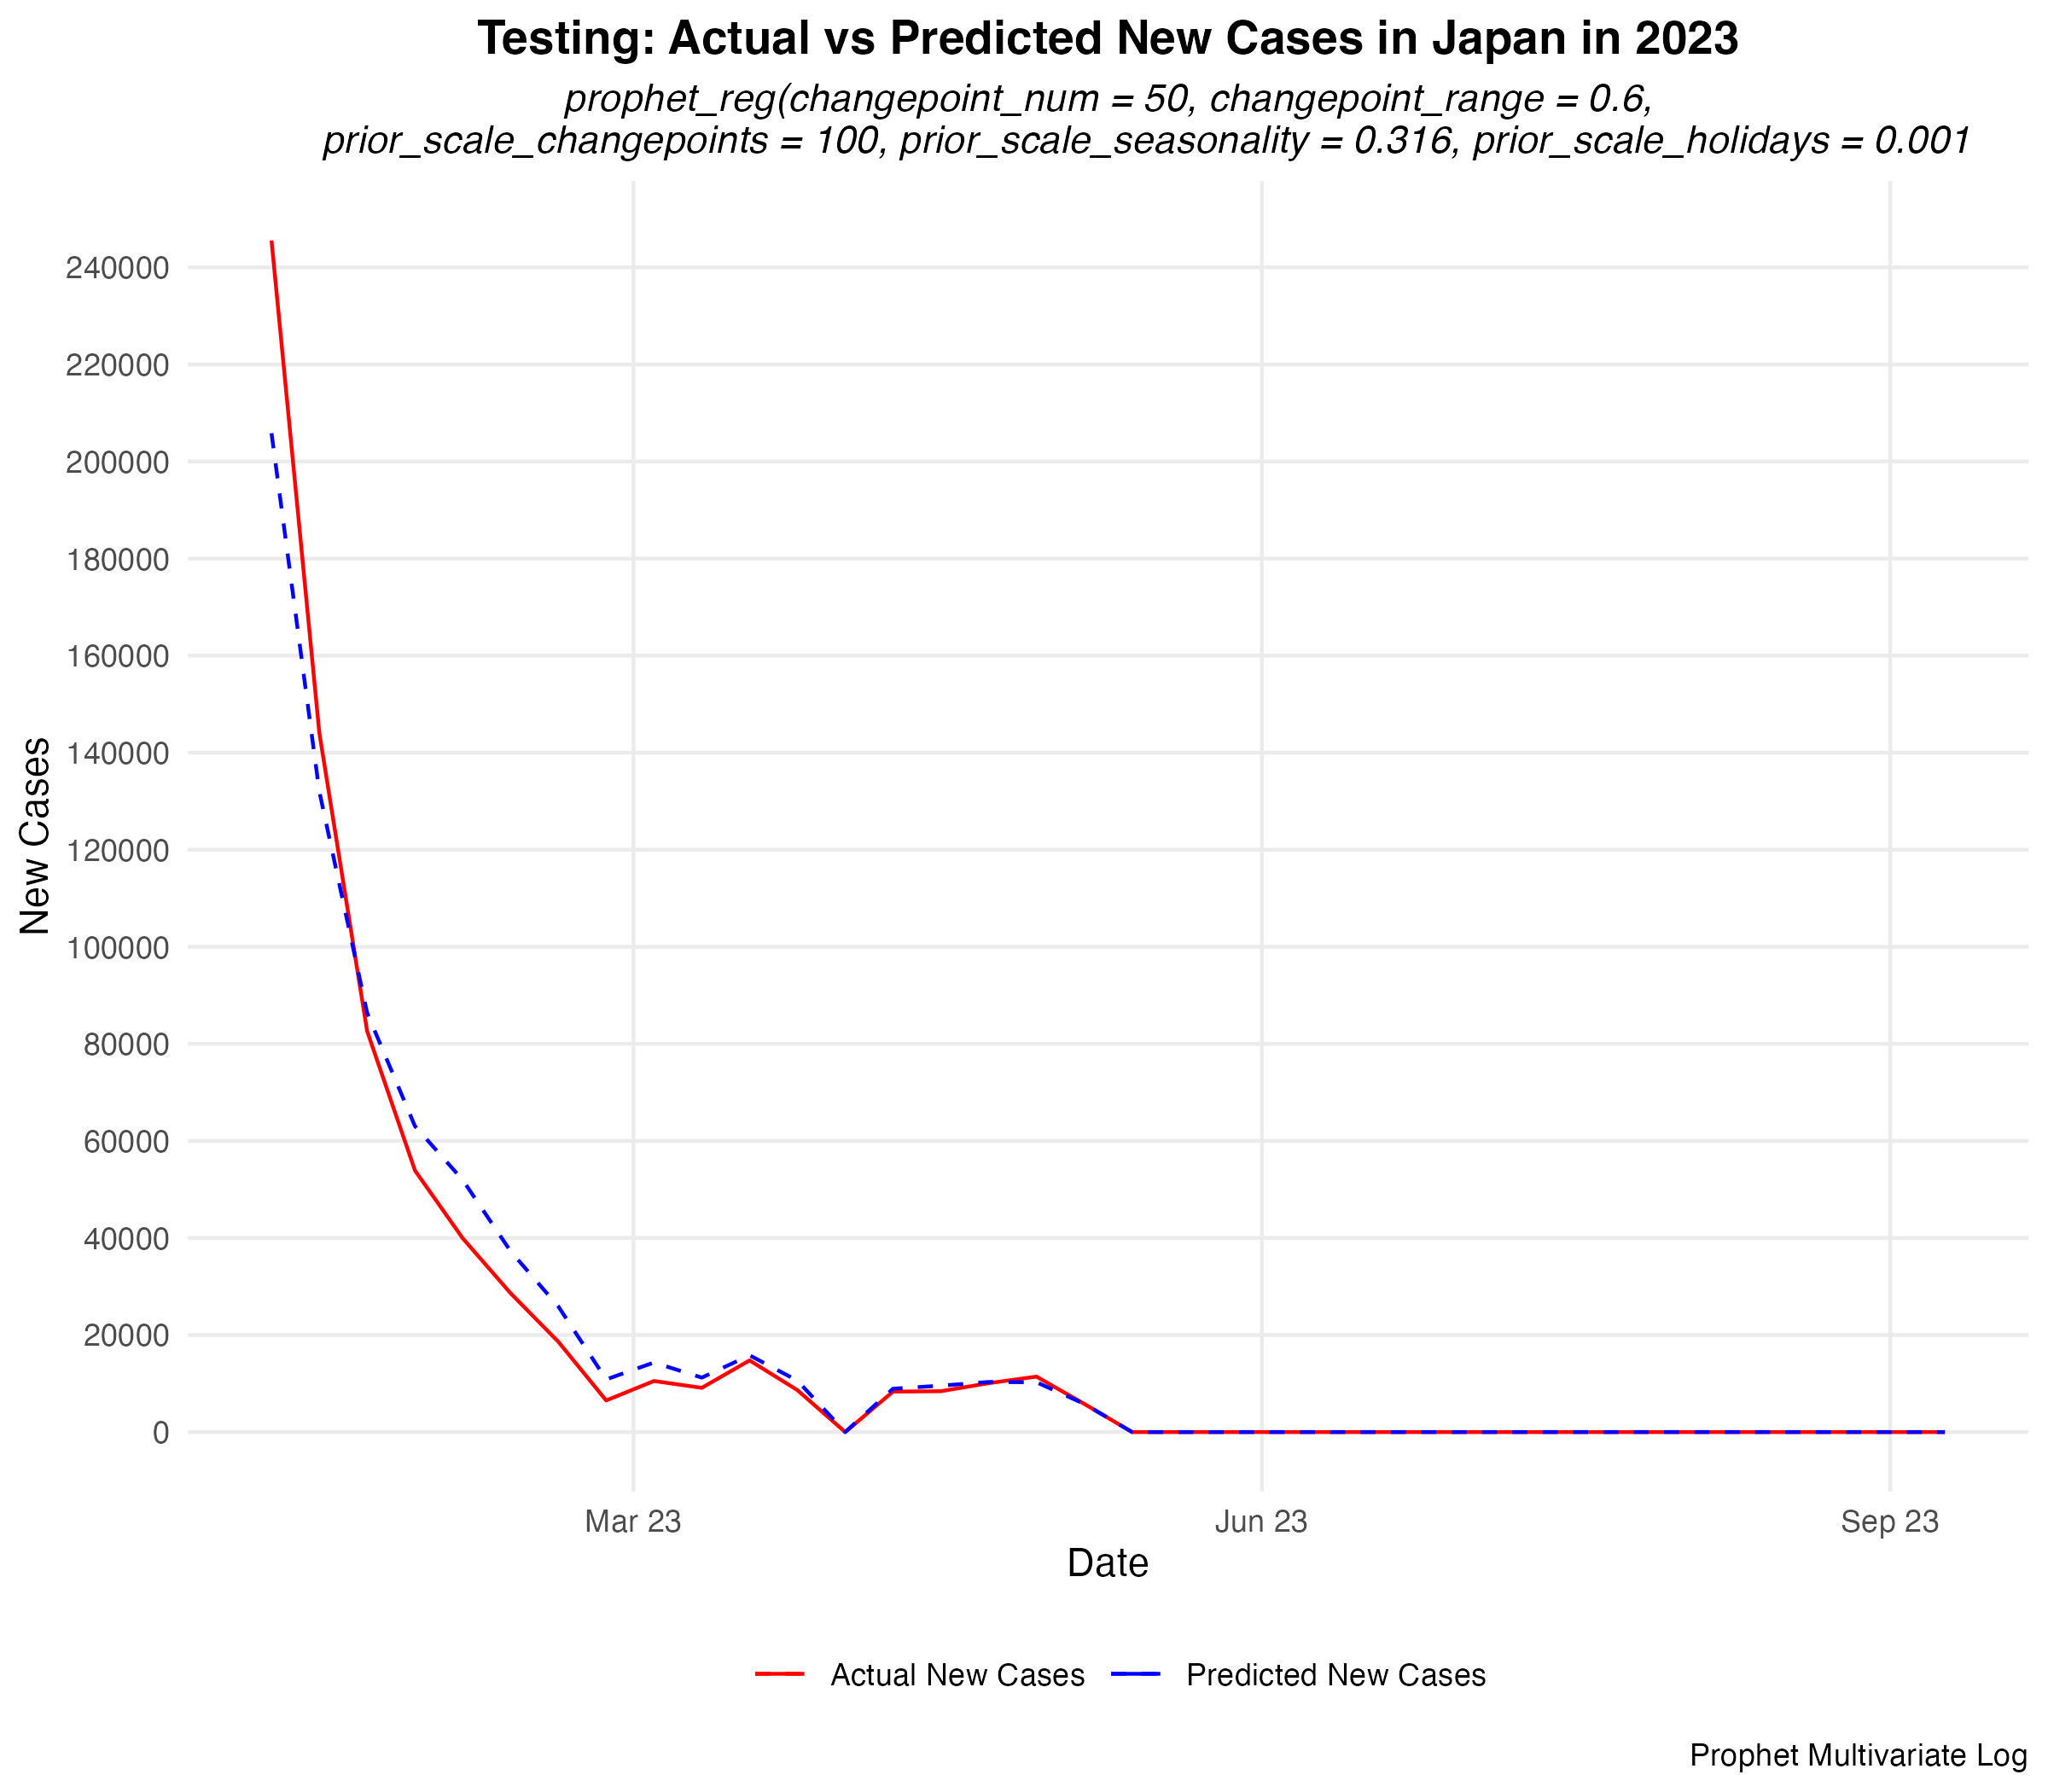 Testing: Actual vs Predicted New Cases in Japan in 2023
prophet_reg(changepoint_num = 50, changepoint_range = 0.6,
prior_scale_changepoints = 100, prior_scale_seasonality = 0.316, prior_scale_holidays = 0.001
New Cases
240000
220000
200000
180000
160000
140000
120000
100000
80000
60000
40000
20000
0
Mar 23
Jun 23
Sep 23
Date
Actual New Cases
Predicted New Cases
Prophet Multivariate Log